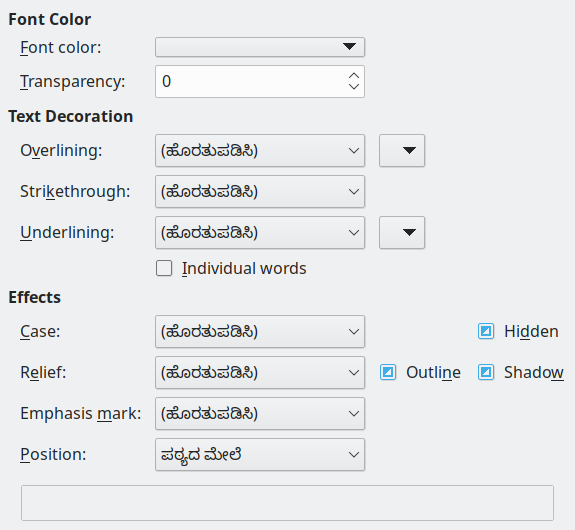 Font Color
Font color:
Transparency: 0
Text Decoration
Overlining: (ಹೊರತುಪಡಿಸಿ)
Strikethrough: (ಹೊರತುಪಡಿಸಿ)
Underlining: (ಹೊರತುಪಡಿಸಿ)
Individual words
Effects
Case: (ಹೊರತುಪಡಿಸಿ) Hidden
Relief: (ಹೊರತುಪಡಿಸಿ) Outline Shadow
Emphasis mark: (ಹೊರತುಪಡಿಸಿ)
Position: ಪಠ್ಯದ ಮೇಲೆ